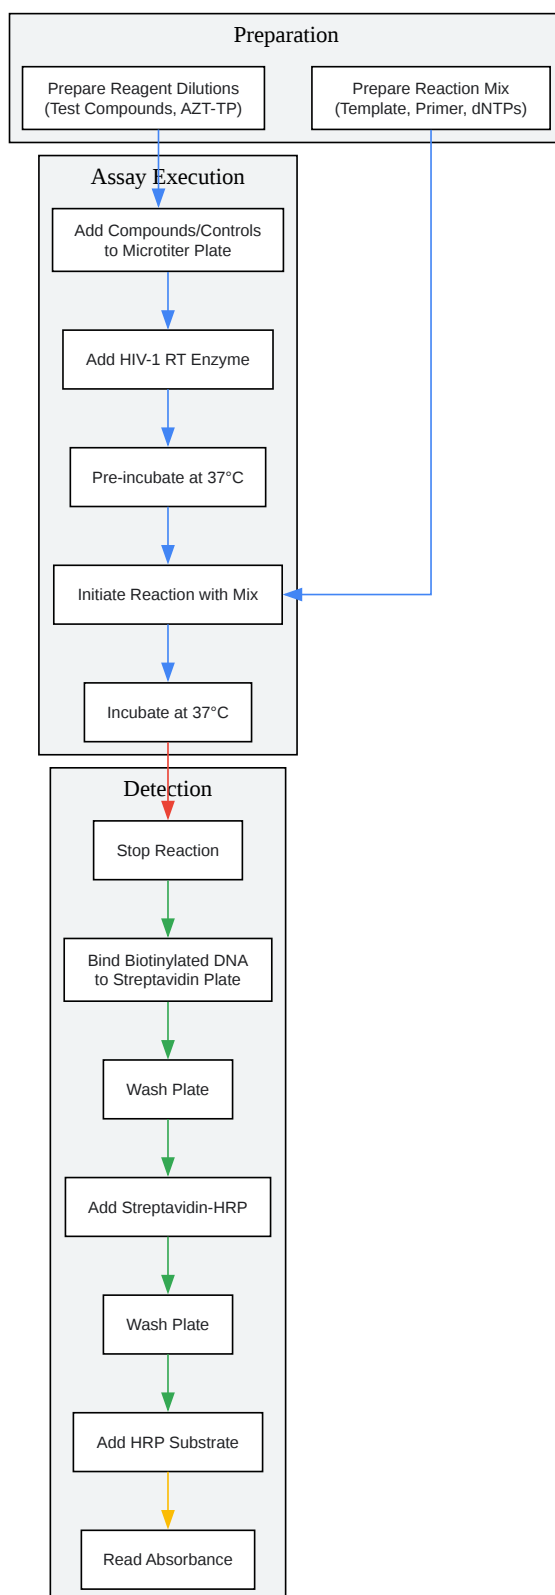 Preparation
Prepare Reagent Dilutions
(Test Compounds, AZT-TP)
Prepare Reaction Mix
(Template, Primer, dNTPs)
Assay Execution
Add Compounds/Controls
to Microtiter Plate
Add HIV-1 RT Enzyme
Pre-incubate at 37°C
Initiate Reaction with Mix
Incubate at 37°C
Detection
Stop Reaction
Bind Biotinylated DNA
to Streptavidin Plate
Wash Plate
Add Streptavidin-HRP
Wash Plate
Add HRP Substrate
Read Absorbance